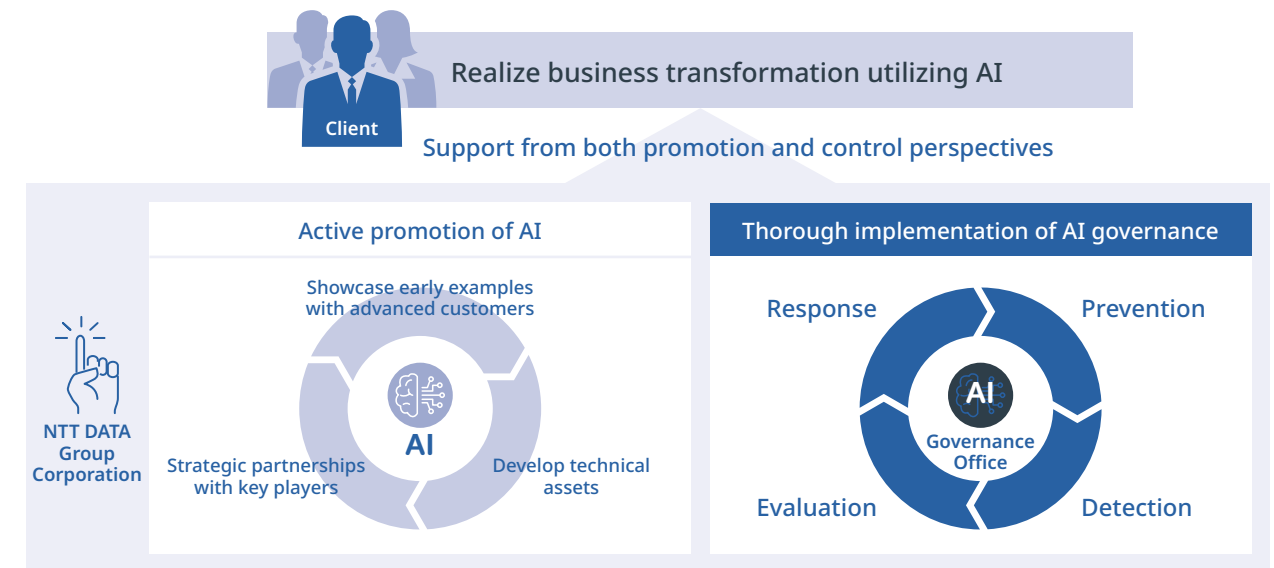 Realize business transformation utilizing AI
Client
Support from both promotion and control perspectives
NTT DATA
Group
Corporation
Active promotion of AI
Showcase early examples
with advanced customers
AI
Strategic partnerships
with key players
Develop technical
assets
Thorough implementation of AI governance
Response
Prevention
AI
Governance
Office
Evaluation
Detection